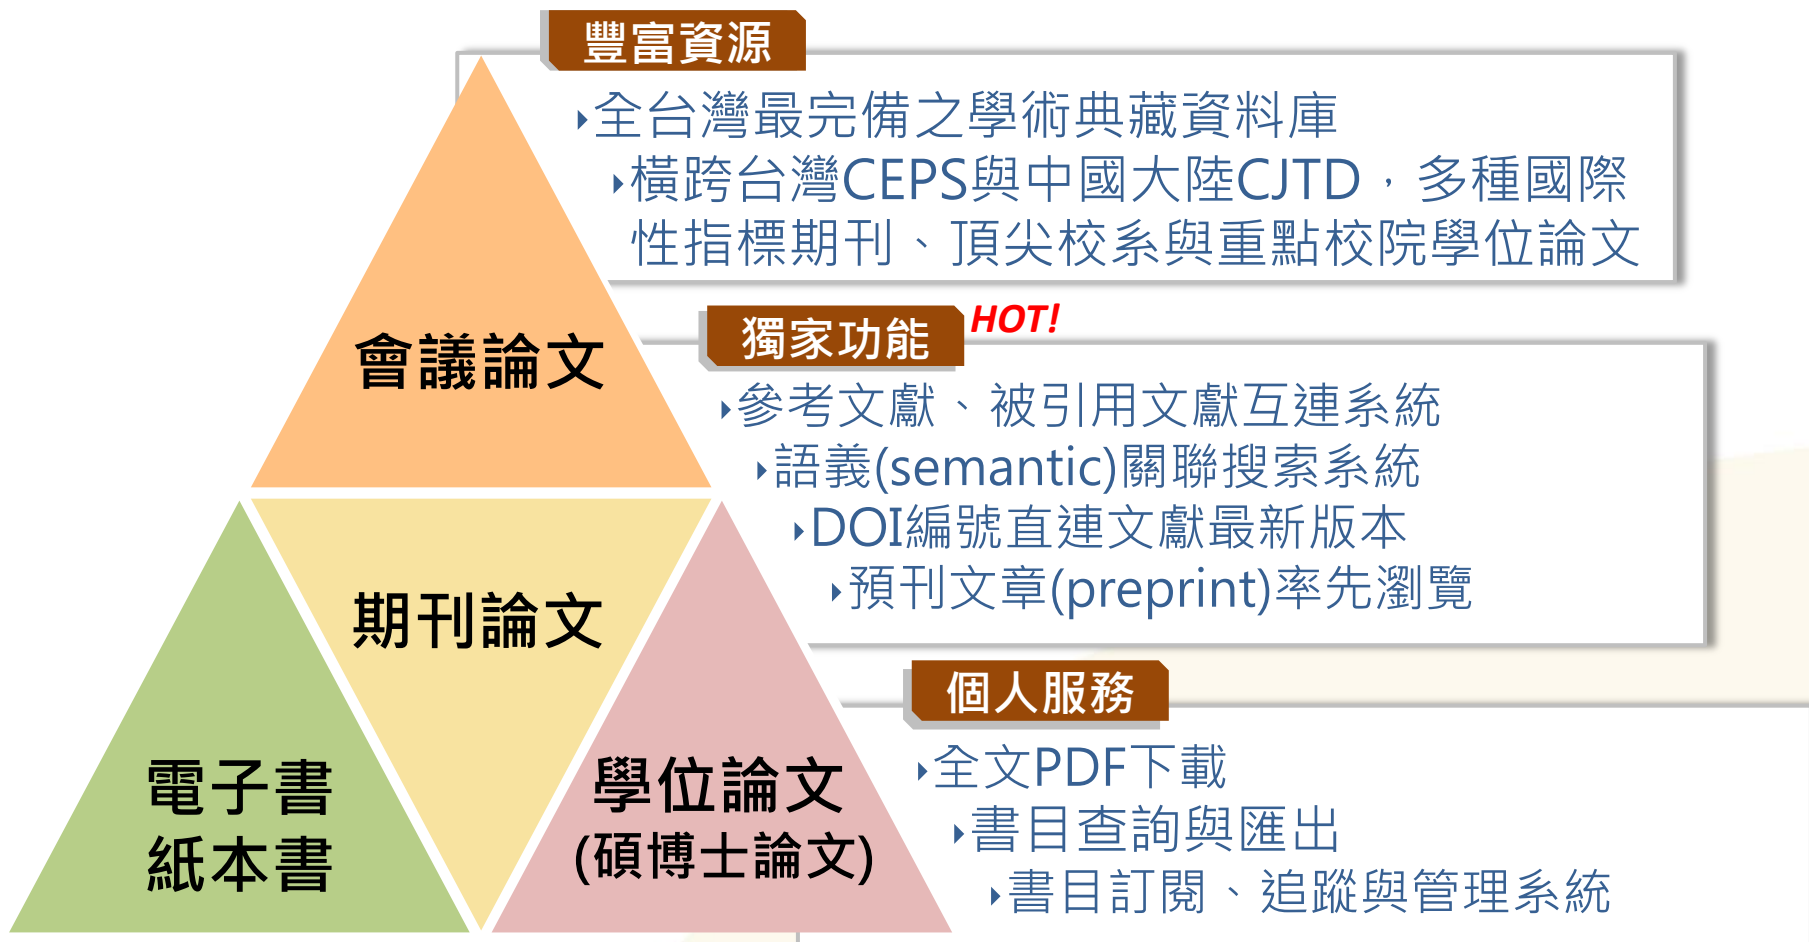 豐富資源
全台灣最完備之學術典藏資料庫
橫跨台灣CEPS與中國大陸CJTD，多種國際
性指標期刊、頂尖校系與重點校院學位論文
會議論文
獨家功能
HOT!
參考文獻、被引用文獻互連系統
語義(semantic)關聯搜索系統
DOI編號直連文獻最新版本
預刊文章(preprint)率先瀏覽
期刊論文
個人服務
全文PDF下載
書目查詢與匯出
書目訂閱、追蹤與管理系統
電子書
紙本書
學位論文
(碩博士論文)